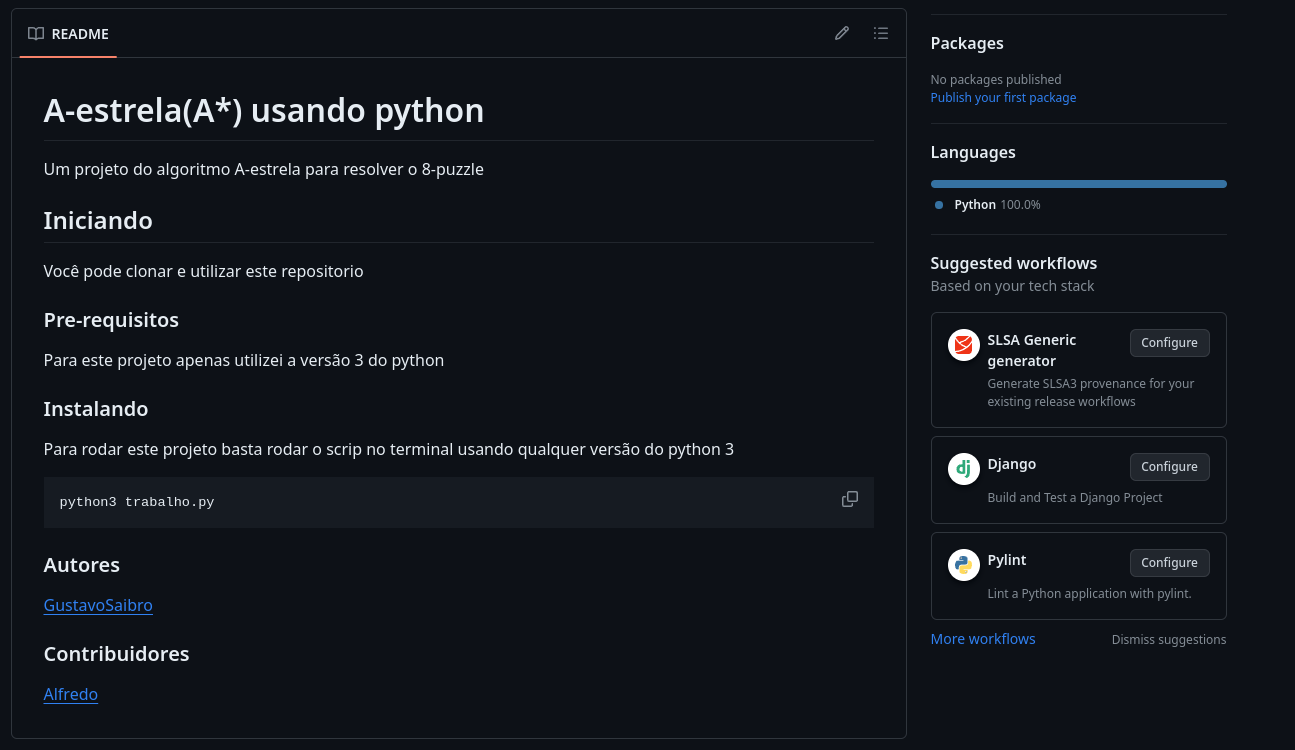 README
A-estrela(A*) usando python
Um projeto do algoritmo A-estrela para resolver o 8-puzzle
Iniciando
Você pode clonar e utilizar este repositorio
Pre-requisitos
Para este projeto apenas utilizei a versão 3 do python
Instalando
Para rodar este projeto basta rodar o scrip no terminal usando qualquer versão do python 3
python3 trabalho.py
Autores
GustavoSaibro
Contribuidores
Alfredo
Packages
No packages published
Publish your first package
Languages
Python 100.0%
Suggested workflows
Based on your tech stack
SLSA Generic
generator
Configure
Generate SLSA3 provenance for your
existing release workflows
dj
Django
Configure
Build and Test a Django Project
Pylint
Configure
Lint a Python application with pylint.
More workflows
Dismiss suggestions